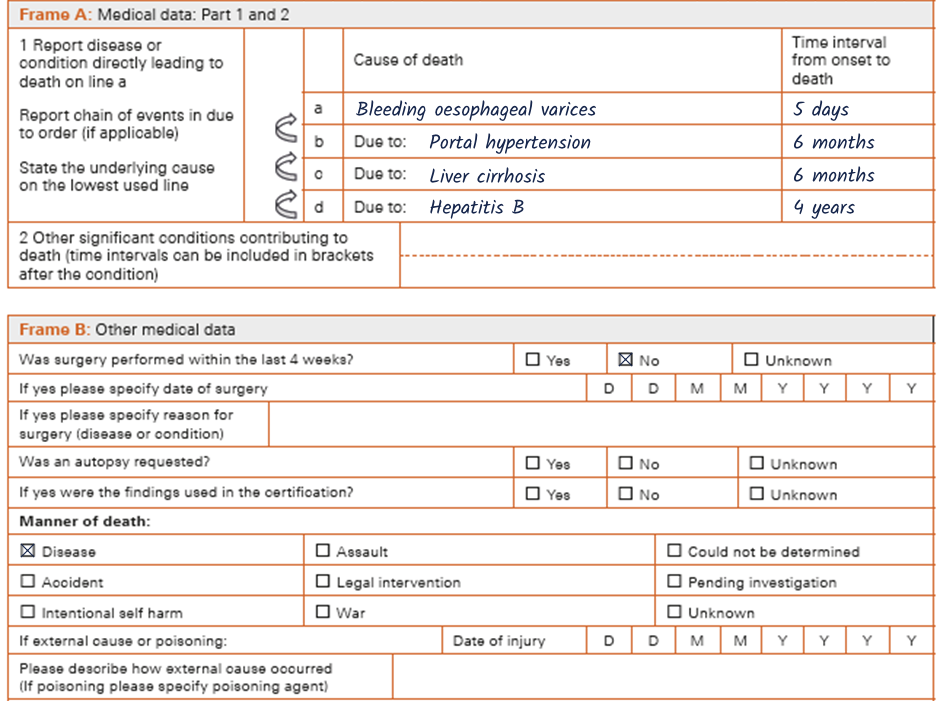 Frame A: Medical data: Part 1 and 2
1 Report disease or
condition directly leading to
death on line a
Report chain of events in due
to order (if applicable)
State the underlying cause
on the lowest used line
Cause of death
Time interval
from onset to
death
a Bleeding oesophageal varices 5 days
b Due to: Portal hypertension 6 months
c Due to: Liver cirrhosis 6 months
d Due to: Hepatitis B 4 years
2 Other significant conditions contributing to
death (time intervals can be included in brackets
after the condition)
Frame B: Other medical data
Was surgery performed within the last 4 weeks? ☐ Yes ☒ No ☐ Unknown
If yes please specify date of surgery D D M M Y Y Y Y
If yes please specify reason for
surgery (disease or condition)
Was an autopsy requested? ☐ Yes ☐ No ☐ Unknown
If yes were the findings used in the certification? ☐ Yes ☐ No ☐ Unknown
Manner of death:
☒ Disease ☐ Assault ☐ Could not be determined
☐ Accident ☐ Legal intervention ☐ Pending investigation
☐ Intentional self harm ☐ War ☐ Unknown
If external cause or poisoning: Date of injury D D M M Y Y Y Y
Please describe how external cause occurred
(If poisoning please specify poisoning agent)